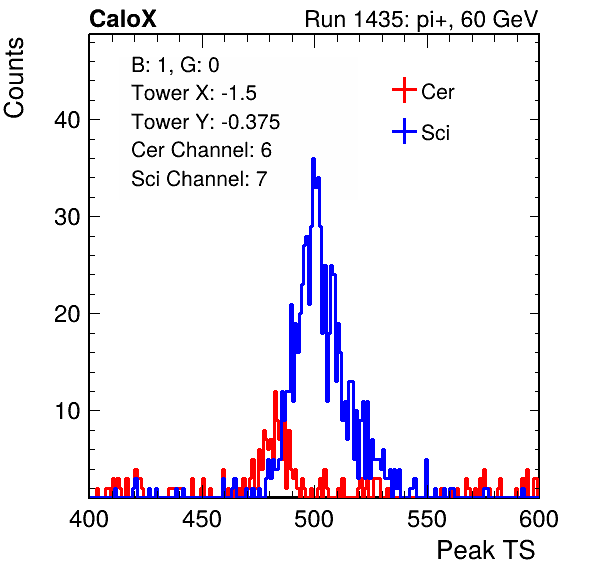 CaloX Run 1435: pi+, 60 GeV
B: 1, G: 0
Tower X: -1.5
Tower Y: -0.375
Cer Channel: 6
Sci Channel: 7
Cer
Sci
Counts
40
30
20
10
400 450 500 550 600
Peak TS